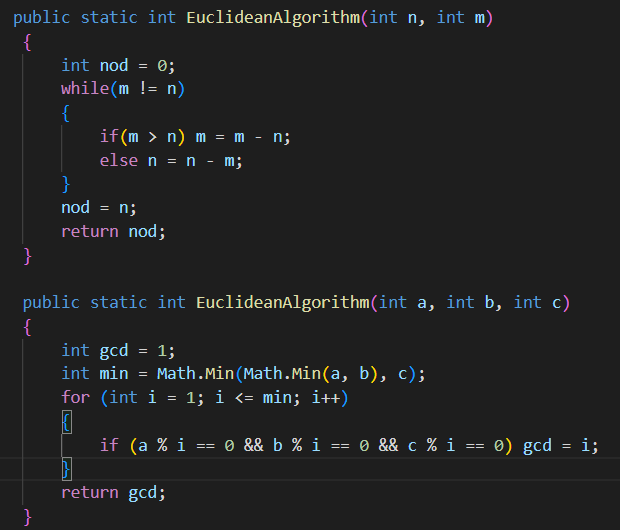 public static int EuclideanAlgorithm(int n, int m)
{
int nod = 0;
while(m != n)
{
if(m > n) m = m - n;
else n = n - m;
}
nod = n;
return nod;
}
public static int EuclideanAlgorithm(int a, int b, int c)
{
int gcd = 1;
int min = Math.Min(Math.Min(a, b), c);
for (int i = 1; i <= min; i++)
{
if (a % i == 0 && b % i == 0 && c % i == 0) gcd = i;
}
return gcd;
}